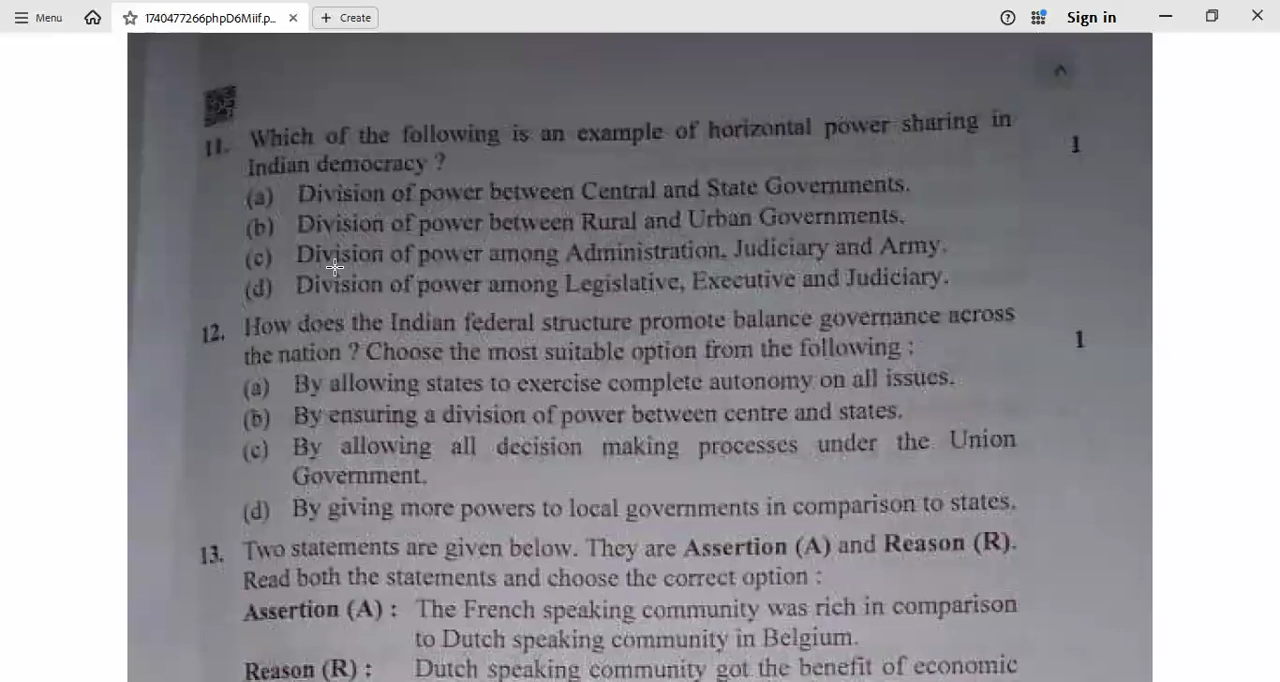 Menu
1740477266phpD6Miif.p...
Create
Sign in
11. Which of the following is an example of horizontal power sharing in 1
Indian democracy ?
(a) Division of power between Central and State Governments.
(b) Division of power between Rural and Urban Governments.
(c) Division of power among Administration, Judiciary and Army.
(d) Division of power among Legislative, Executive and Judiciary.
12. How does the Indian federal structure promote balance governance across 1
the nation ? Choose the most suitable option from the following :
(a) By allowing states to exercise complete autonomy on all issues.
(b) By ensuring a division of power between centre and states.
(c) By allowing all decision making processes under the Union
Government.
(d) By giving more powers to local governments in comparison to states.
13. Two statements are given below. They are Assertion (A) and Reason (R).
Read both the statements and choose the correct option :
Assertion (A) : The French speaking community was rich in comparison
to Dutch speaking community in Belgium.
Reason (R) : Dutch speaking community got the benefit of economic